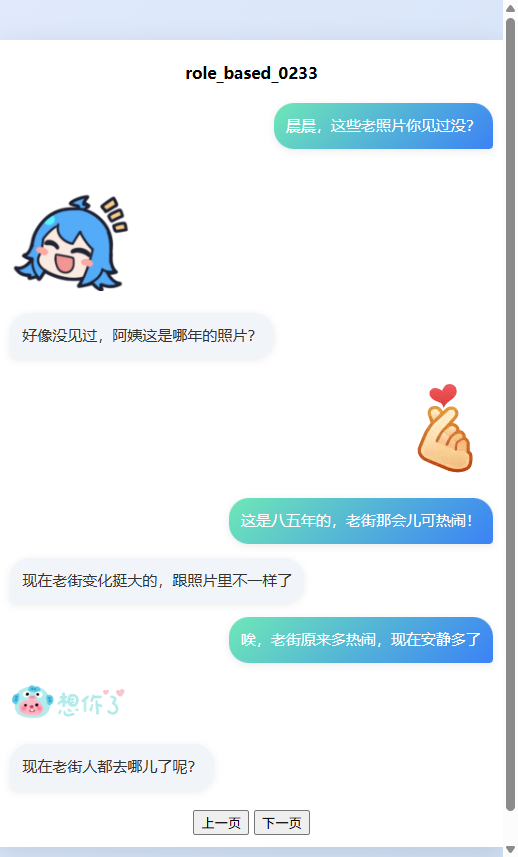 role_based_0233
晨晨，这些老照片你见过没？
好像没见过，阿姨这是哪年的照片？
这是八五年的，老街那会儿可热闹！
现在老街变化挺大的，跟照片里不一样了
唉，老街原来多热闹，现在安静多了
想你了
现在老街人都去哪儿了呢？
上一页 下一页